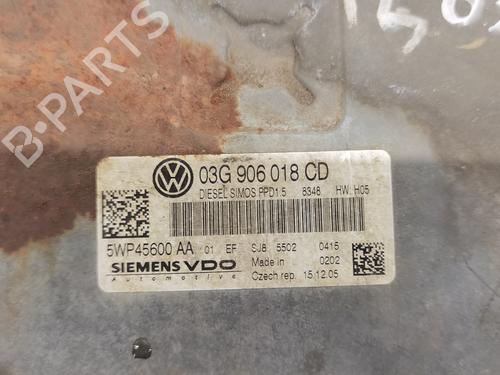 B-PARTS
03G 906 018 CD
DIESEL SIMOS PPD1.5 8348 HW: H05
5WP45600 AA 01 EF SJ8 5502 0415
SIEMENS VDO Made in 0202
Automotive Czech rep. 15.12.05